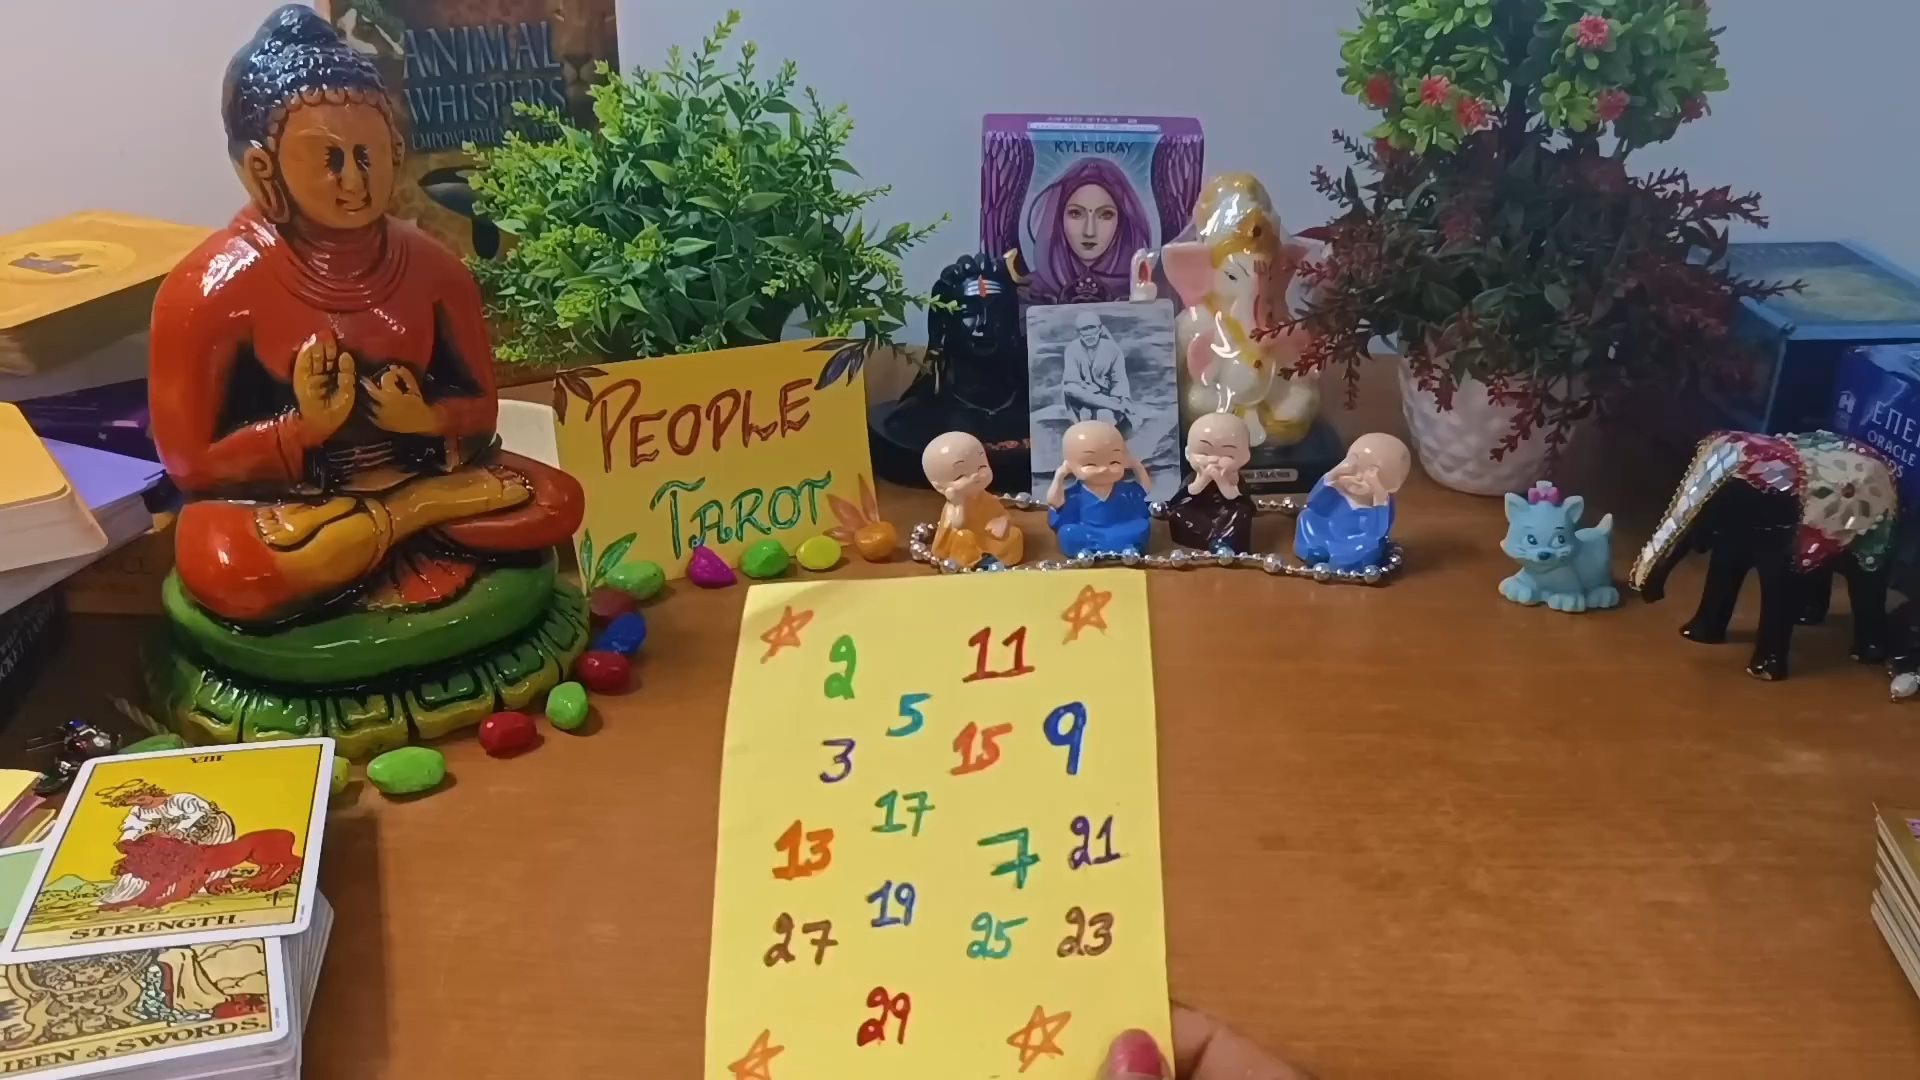 ANIMAL
WHISPERS
KYLE GRAY
PEOPLE
TAROT
ORACLE
2 11
5
3 15 9
17
13 7 21
19
27 25 23
29
VIII
STRENGTH.
OF SWORDS.